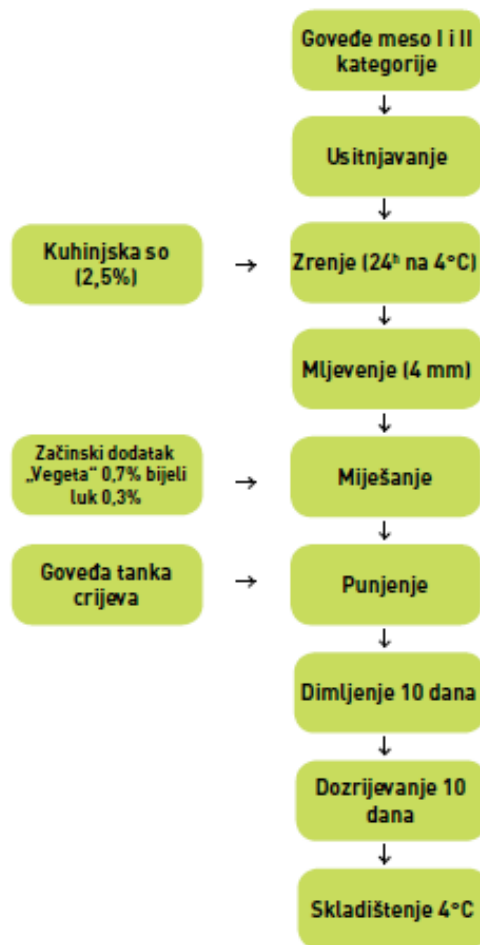 Goveđe meso I i II
kategorije
Usitnjavanje
Kuhinjska so
(2,5%)
Zrenje (24ʰ na 4°C)
Mljevenje (4 mm)
Začinski dodatak
„Vegeta“ 0,7% bijeli
luk 0,3%
Miješanje
Goveđa tanka
crijeva
Punjenje
Dimljenje 10 dana
Dozrijevanje 10
dana
Skladištenje 4°C